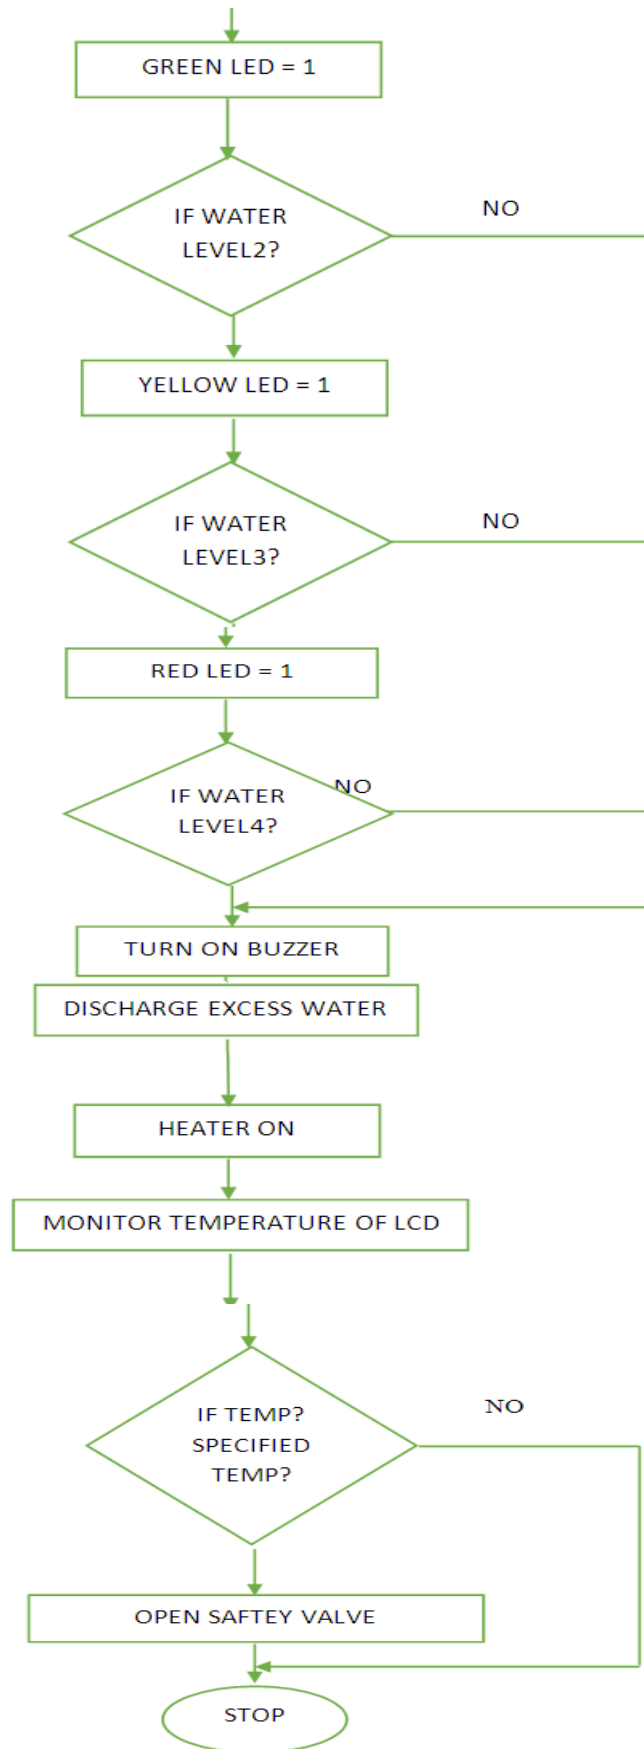 GREEN LED = 1
IF WATER
LEVEL2?
NO
YELLOW LED = 1
IF WATER
LEVEL3?
NO
RED LED = 1
IF WATER
LEVEL4?
NO
TURN ON BUZZER
DISCHARGE EXCESS WATER
HEATER ON
MONITOR TEMPERATURE OF LCD
IF TEMP?
SPECIFIED
TEMP?
NO
OPEN SAFTEY VALVE
STOP